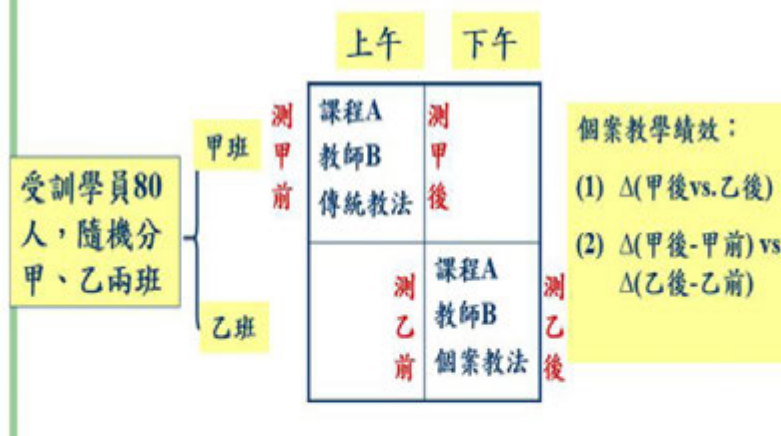 上午
下午
受訓學員80
人，隨機分
甲、乙兩班
甲班
乙班
測甲前
課程A
教師B
傳統教法
測甲後
測乙前
課程A
教師B
個案教法
測乙後
個案教學績效：
(1) Δ(甲後vs.乙後)
(2) Δ(甲後-甲前) vs
Δ(乙後-乙前)